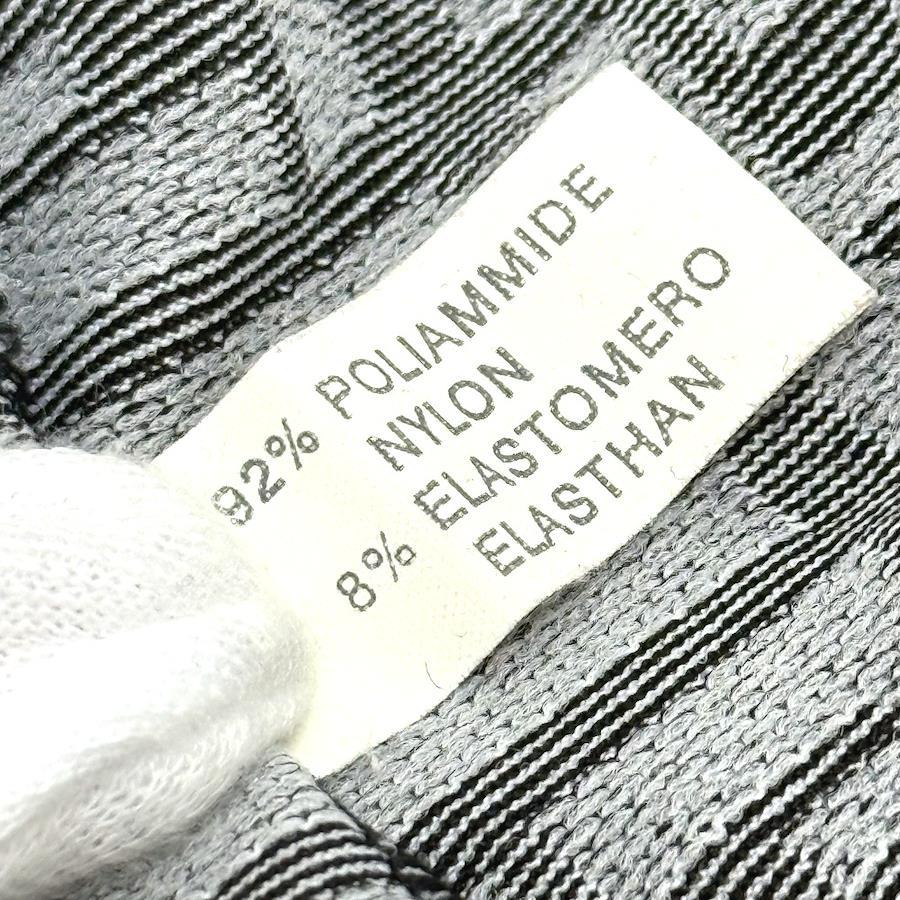 92% POLIAMMIDE
NYLON
8% ELASTOMERO
ELASTHAN